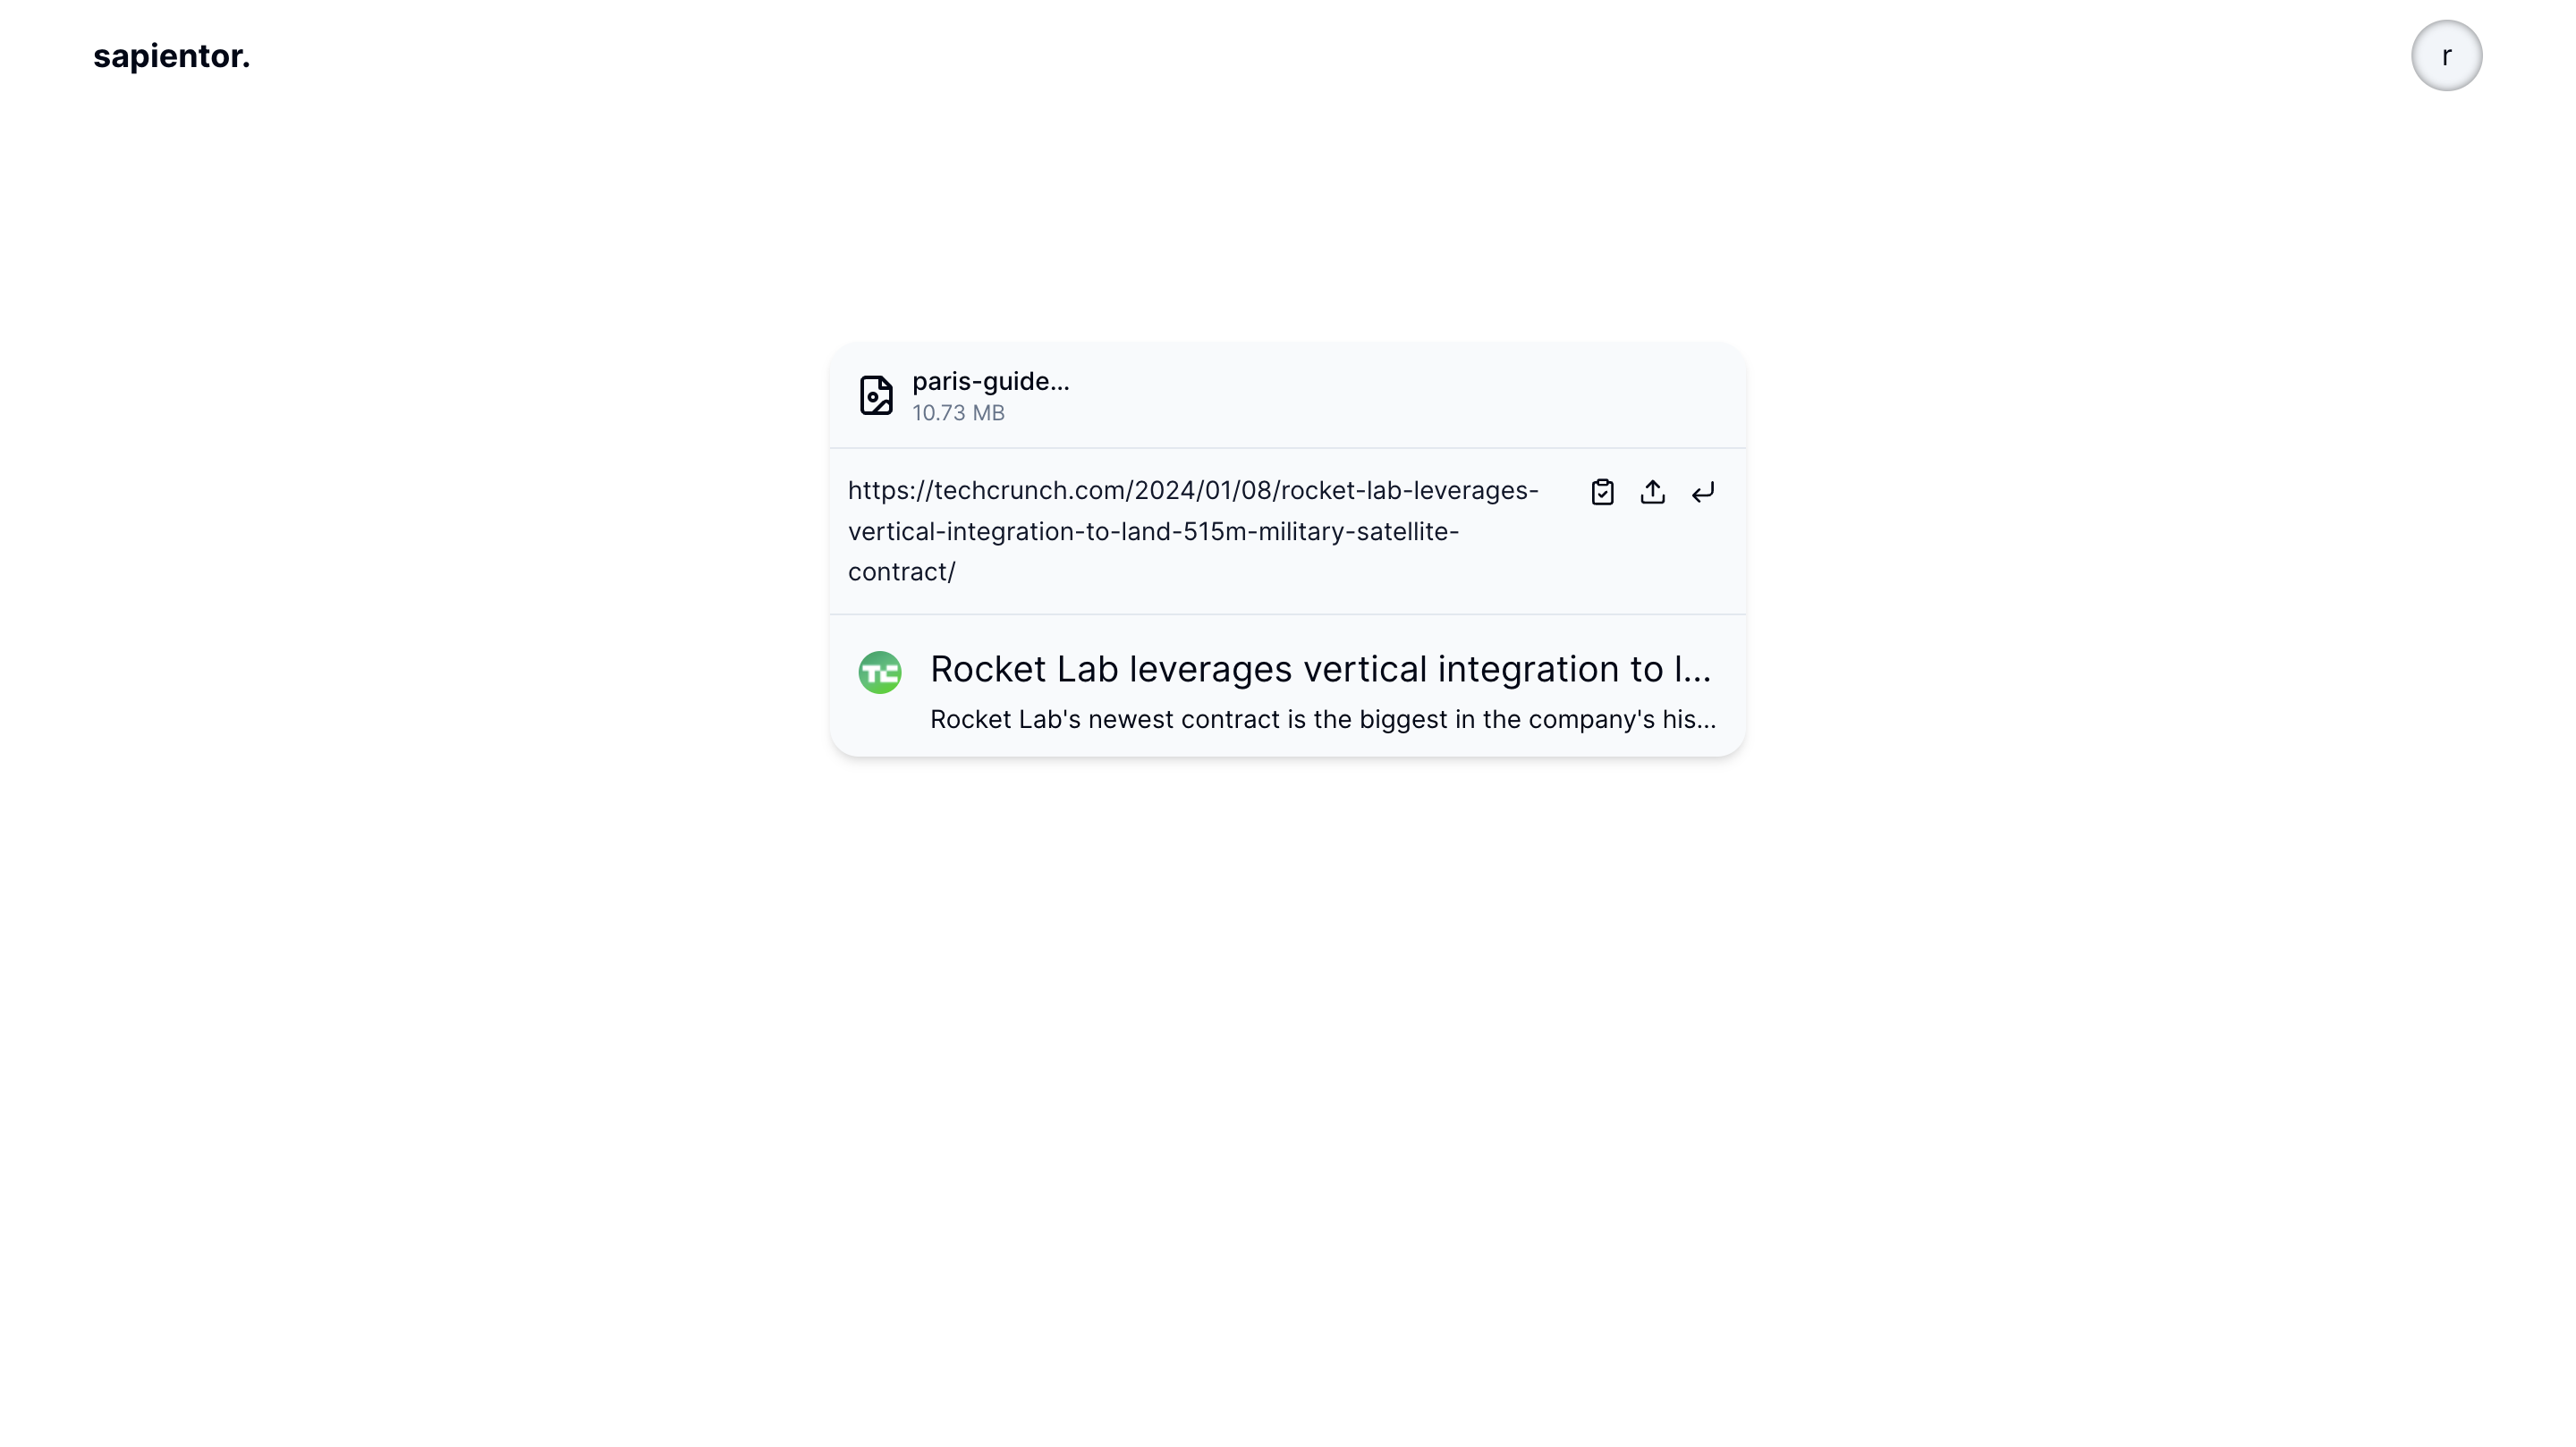 sapientor.
r
paris-guide...
10.73 MB
https://techcrunch.com/2024/01/08/rocket-lab-leverages-
vertical-integration-to-land-515m-military-satellite-
contract/
TC
Rocket Lab leverages vertical integration to l...
Rocket Lab's newest contract is the biggest in the company's his...